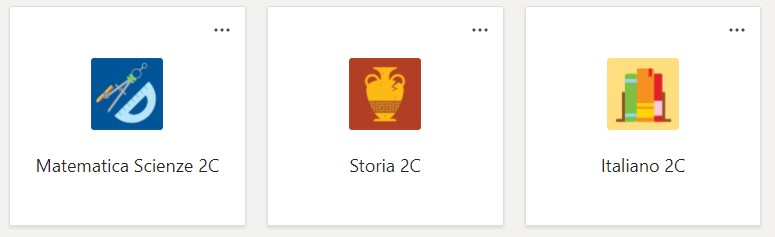 Matematica Scienze 2C
Storia 2C
Italiano 2C